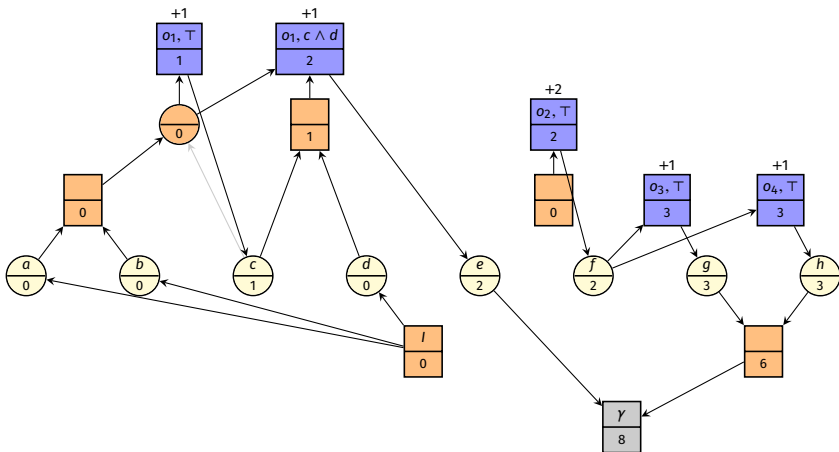 +1 +1
o₁, ⊤ o₁, c ∧ d
1 2
+2
o₂, ⊤
0 1 2
+1 +1
o₃, ⊤ o₄, ⊤
0 0 3 3
a b c d e f g h
0 0 1 0 2 2 3 3
I
0 6
γ
8